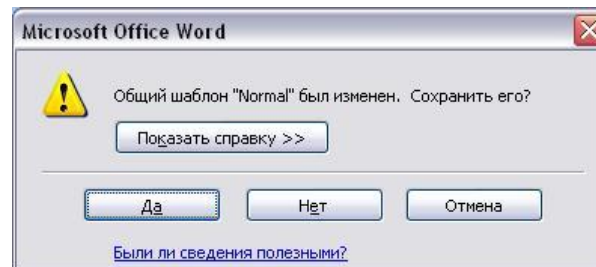 Microsoft Office Word
Общий шаблон "Normal" был изменен. Сохранить его?
Показать справку >>
Да
Нет
Отмена
Были ли сведения полезными?